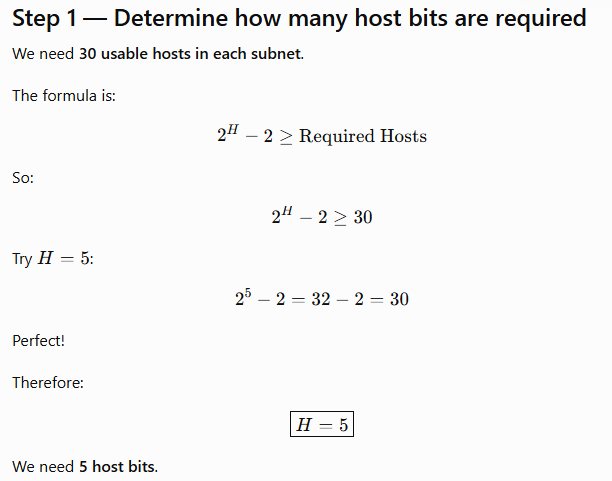 Step 1 — Determine how many host bits are required
We need 30 usable hosts in each subnet.
The formula is:
2^H − 2 ≥ Required Hosts
So:
2^H − 2 ≥ 30
Try H = 5:
2^5 − 2 = 32 − 2 = 30
Perfect!
Therefore:
H = 5
We need 5 host bits.